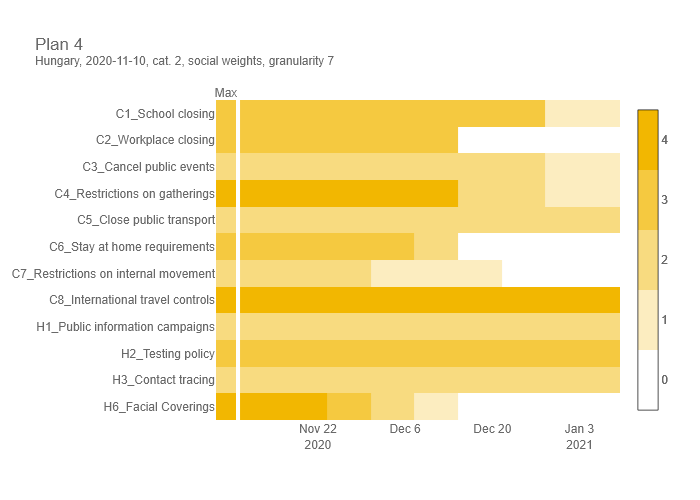 Plan 4
Hungary, 2020-11-10, cat. 2, social weights, granularity 7
Max
C1_School closing
C2_Workplace closing
C3_Cancel public events
C4_Restrictions on gatherings
C5_Close public transport
C6_Stay at home requirements
C7_Restrictions on internal movement
C8_International travel controls
H1_Public information campaigns
H2_Testing policy
H3_Contact tracing
H6_Facial Coverings
Nov 22 Dec 6 Dec 20 Jan 3
2020 2021
4
3
2
1
0